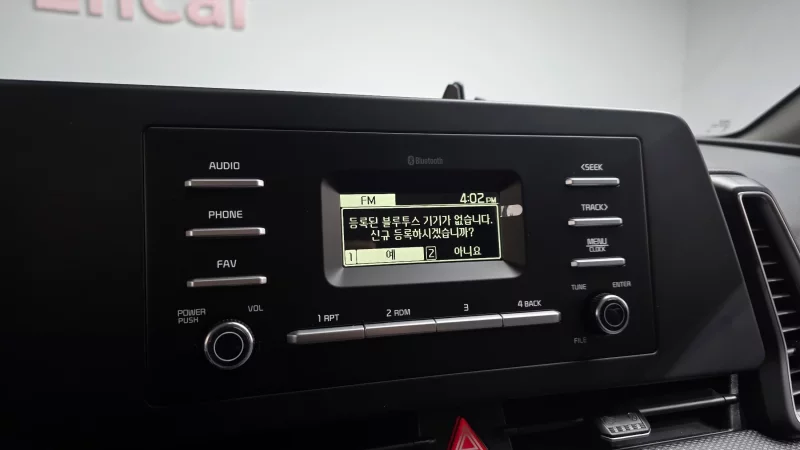 Encar
Bluetooth
AUDIO
PHONE
FAV
POWER
PUSH
VOL
FM
4:02 PM
등록된 블루투스 기기가 없습니다.
신규 등록하시겠습니까?
1 예 2 아니요
1 RPT
2 RDM
3
4 BACK
<SEEK
TRACK>
MENU
CLOCK
TUNE
ENTER
FILE